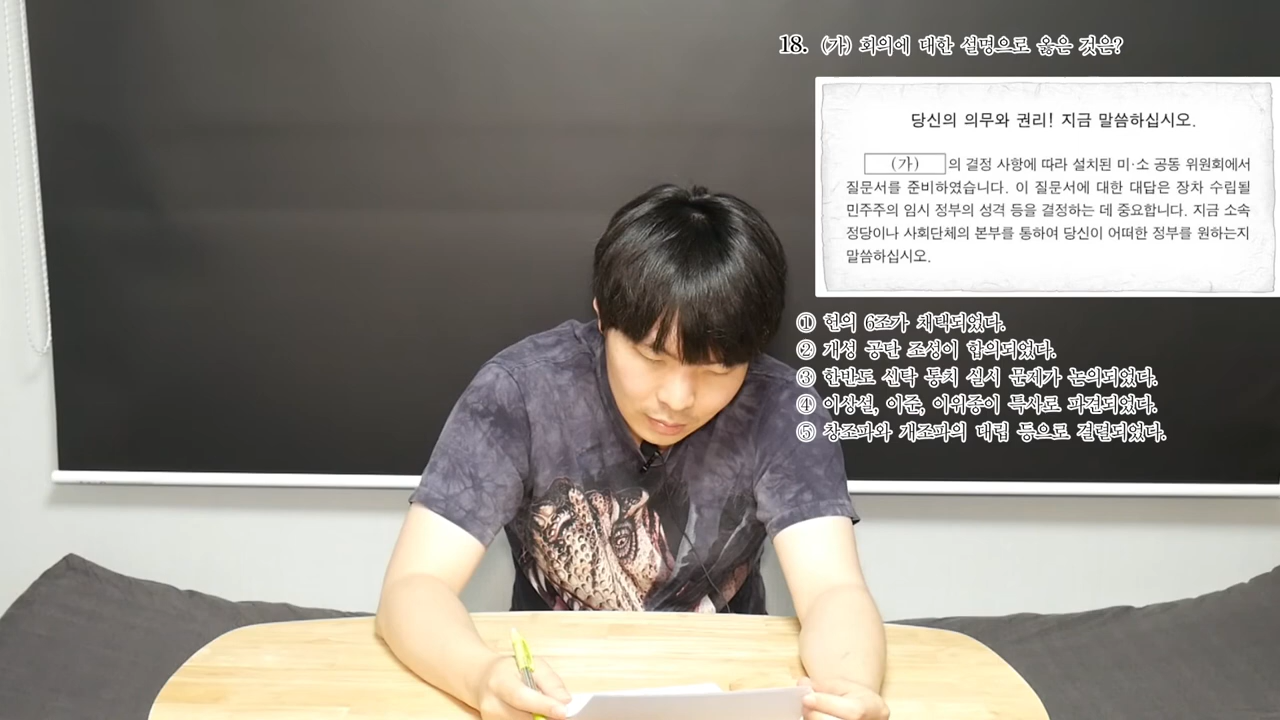 18. (가) 회의에 대한 설명으로 옳은 것은?
당신의 의무와 권리! 지금 말씀하십시오.
(가) 의 결정 사항에 따라 설치된 미·소 공동 위원회에서
질문서를 준비하였습니다. 이 질문서에 대한 대답은 장차 수립될
민주주의 임시 정부의 성격 등을 결정하는 데 중요합니다. 지금 소속
정당이나 사회단체의 본부를 통하여 당신이 어떠한 정부를 원하는지
말씀하십시오.
① 헌의 6조가 채택되었다.
② 개성 공단 조성이 합의되었다.
③ 한반도 신탁 통치 실시 문제가 논의되었다.
④ 이상설, 이준, 이위종이 특사로 파견되었다.
⑤ 창조파와 개조파의 대립 등으로 결렬되었다.